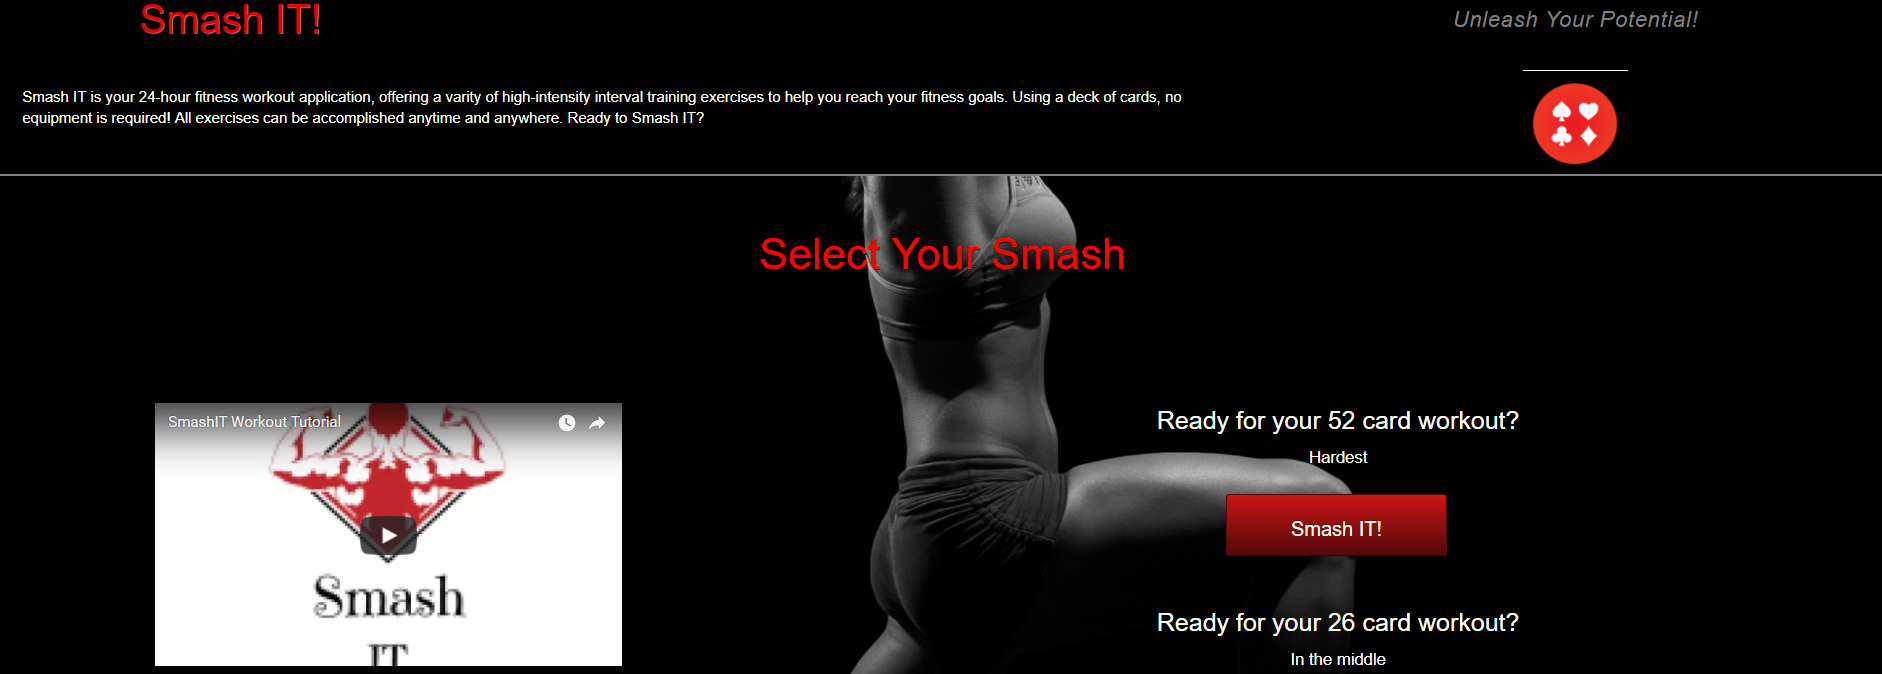 Smash IT!
Unleash Your Potential!
Smash IT is your 24-hour fitness workout application, offering a varity of high-intensity interval training exercises to help you reach your fitness goals. Using a deck of cards, no
equipment is required! All exercises can be accomplished anytime and anywhere. Ready to Smash IT?
Select Your Smash
SmashIT Workout Tutorial
Smash
IT
Ready for your 52 card workout?
Hardest
Smash IT!
Ready for your 26 card workout?
In the middle